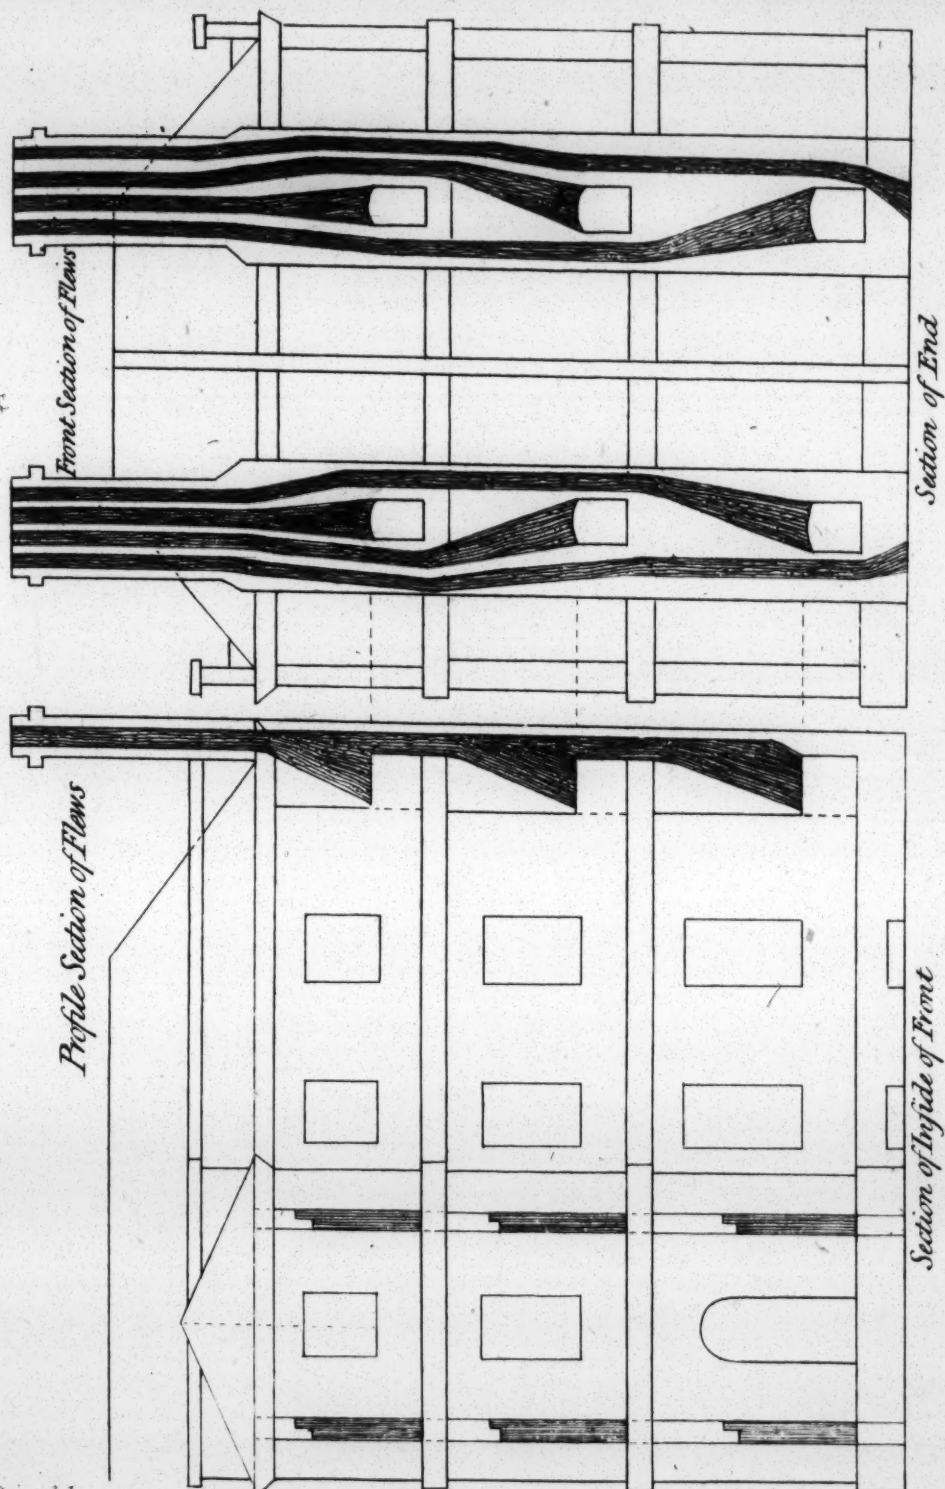 Front Section of Flews
Section of End
Profile Section of Flews
Section of Inſide of Front